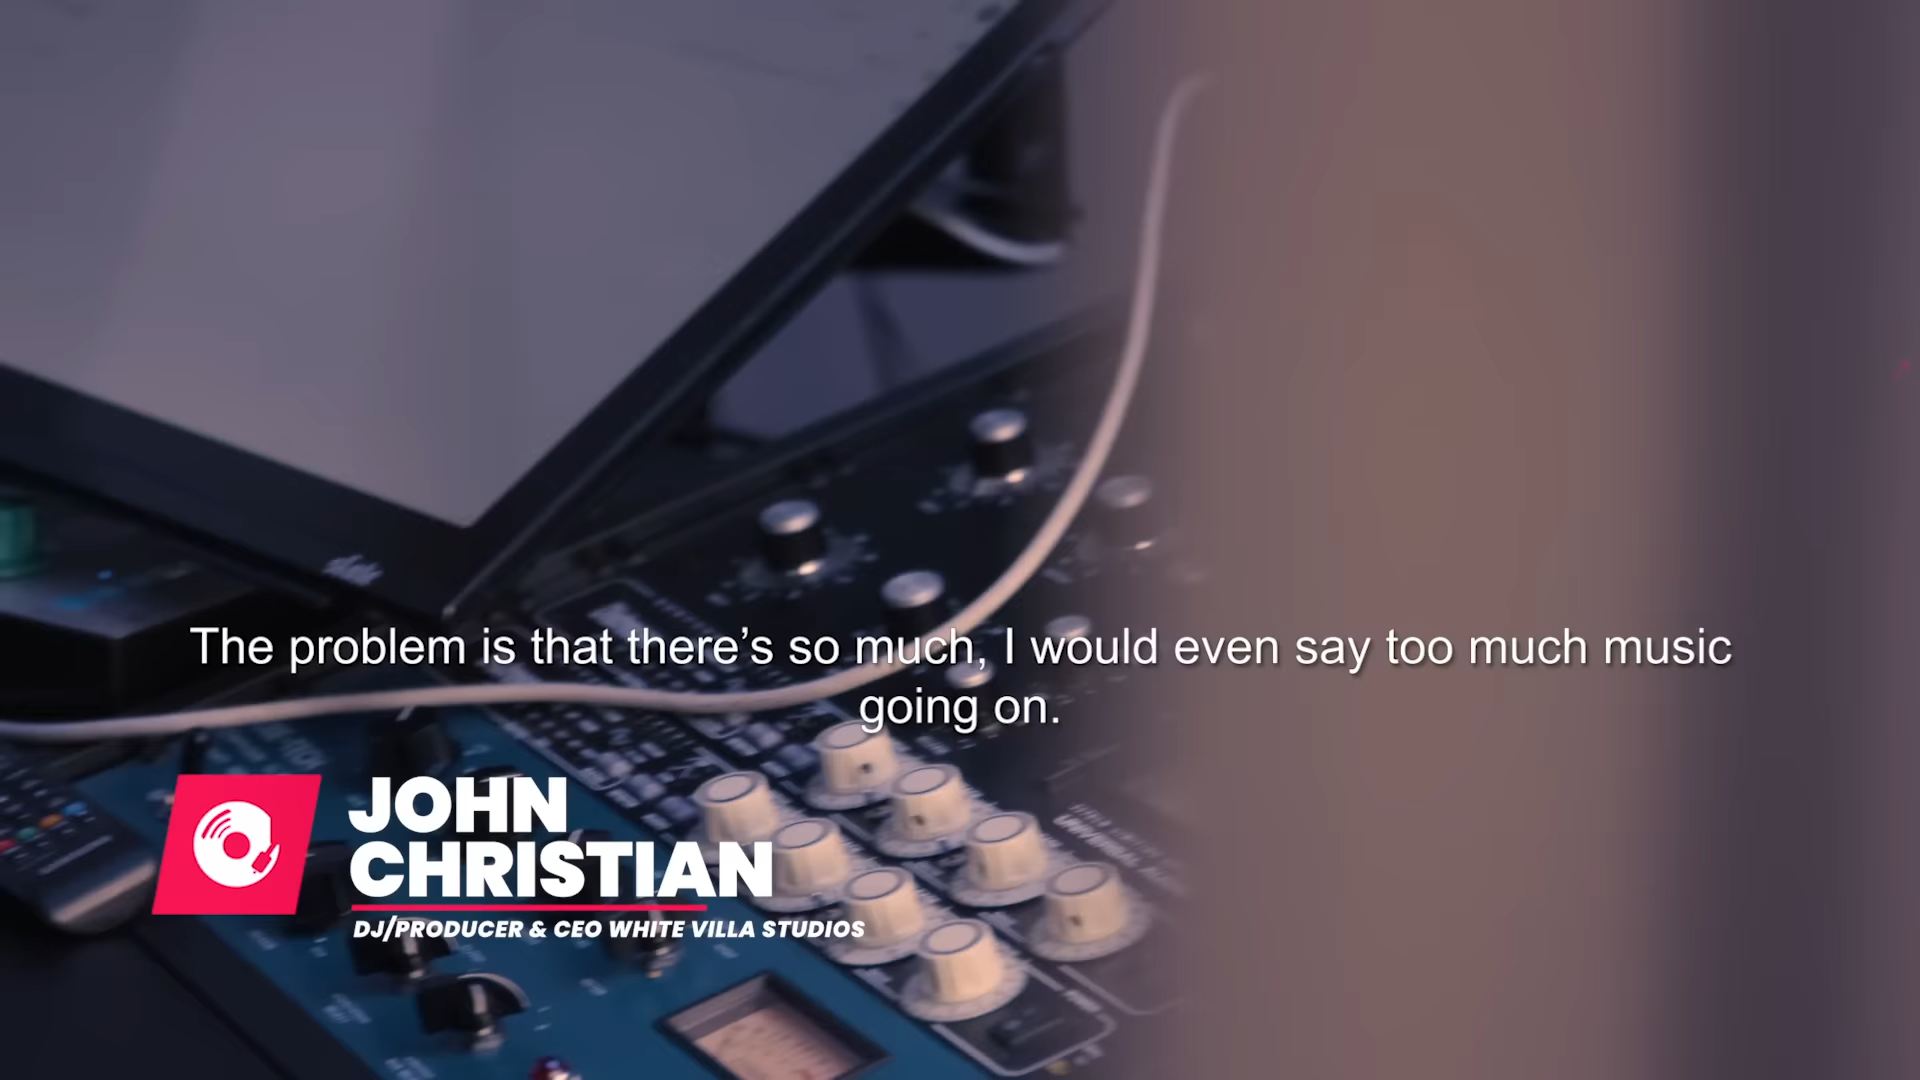 The problem is that there’s so much, I would even say too much music
going on.
JOHN
CHRISTIAN
DJ/PRODUCER & CEO WHITE VILLA STUDIOS